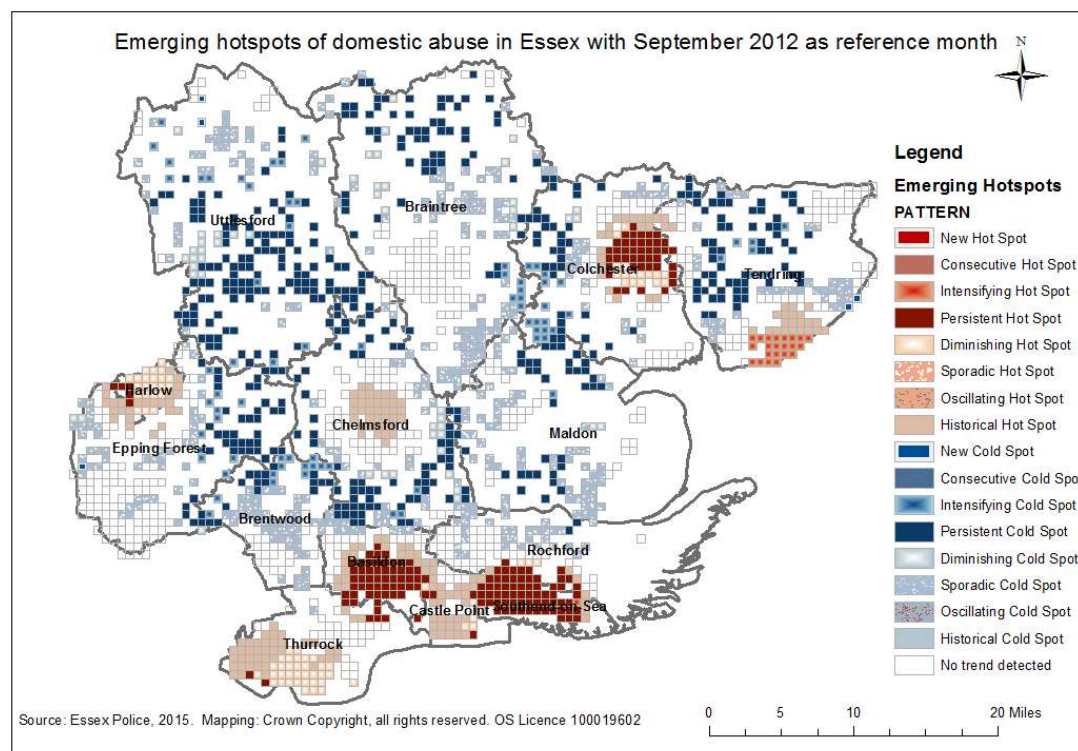 Emerging hotspots of domestic abuse in Essex with September 2012 as reference month
N
Uttlesford
Braintree
Colchester
Tendring
Harlow
Chelmsford
Epping Forest
Maldon
Brentwood
Rochford
Basildon
Castle Point
Southend-on-Sea
Thurrock
Legend
Emerging Hotspots
PATTERN
New Hot Spot
Consecutive Hot Spot
Intensifying Hot Spot
Persistent Hot Spot
Diminishing Hot Spot
Sporadic Hot Spot
Oscillating Hot Spot
Historical Hot Spot
New Cold Spot
Consecutive Cold Spo
Intensifying Cold Spot
Persistent Cold Spot
Diminishing Cold Spot
Sporadic Cold Spot
Oscillating Cold Spot
Historical Cold Spot
No trend detected
Source: Essex Police, 2015. Mapping: Crown Copyright, all rights reserved. OS Licence 100019602
0 5 10 20 Miles